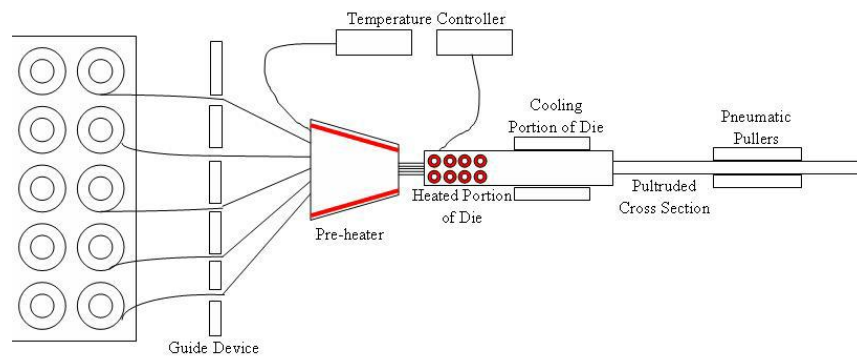 Temperature Controller
Cooling
Portion of Die
Pneumatic
Pullers
Heated Portion
of Die
Pultruded
Cross Section
Pre-heater
Guide Device